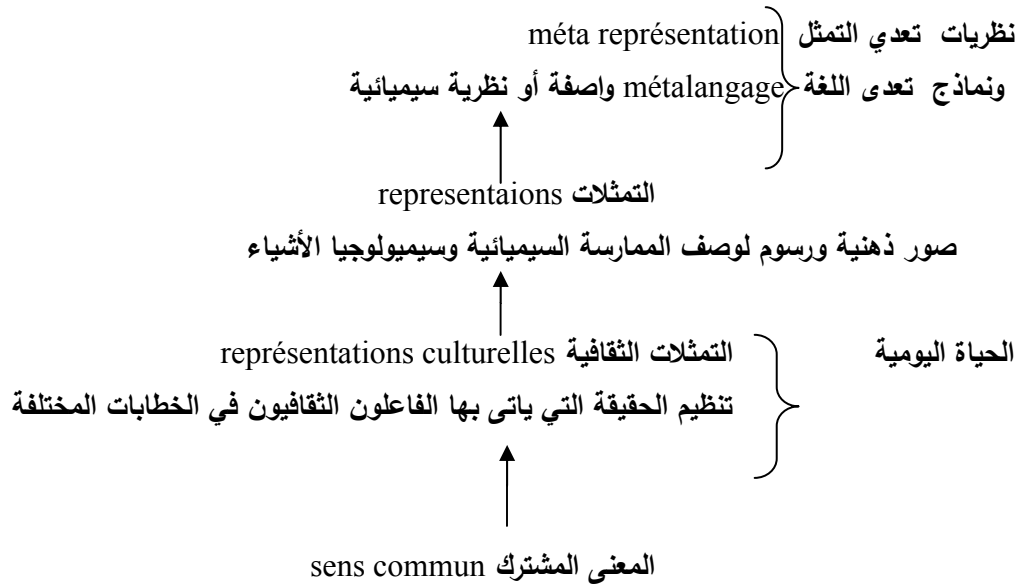 نظريات تعدي التمثل méta représentation
ونماذج تعدى اللغة métalangage واصفة أو نظرية سيميائية
التمثلات representaions
صور ذهنية ورسوم لوصف الممارسة السيميائية وسيميولوجيا الأشياء
الحياة اليومية التمثلات الثقافية représentations culturelles
تنظيم الحقيقة التي ياتى بها الفاعلون الثقافيون في الخطابات المختلفة
المعنى المشترك sens commun